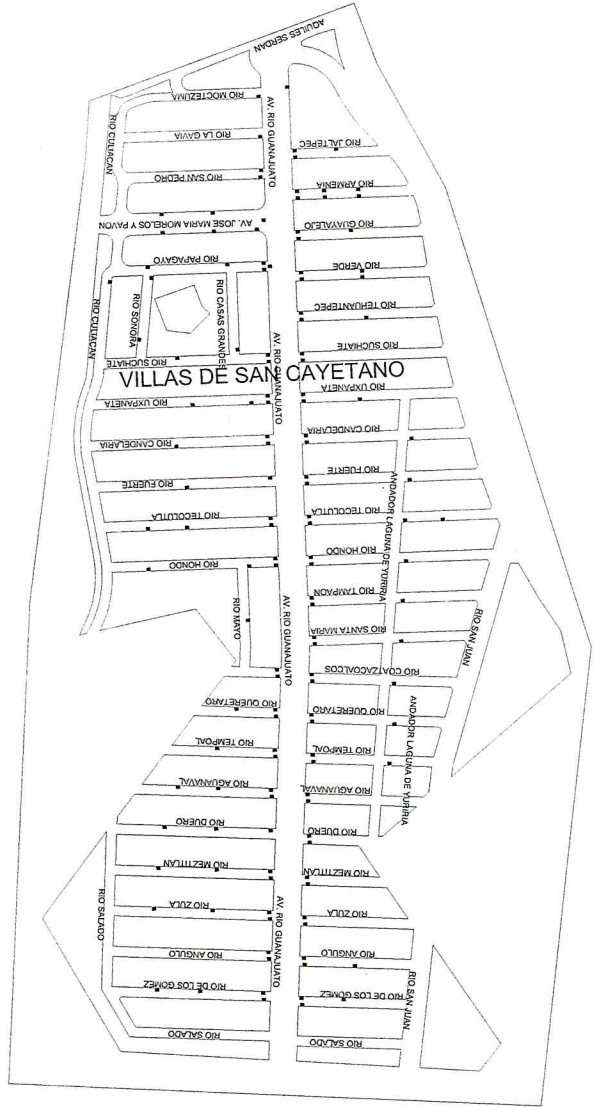 AQUILES SERDAN
RIO MOCTEZUMA
AV. RIO GUANAJUATO
RIO CULIACAN
RIO LA GAVIA
RIO JALTEPEC
RIO SAN PEDRO
RIO ARMENIA
AV. JOSE MARIA MORELOS Y PAVON
RIO GUAYALEJO
RIO PAPAGAYO
RIO VERDE
RIO CULIACAN
RIO SONORA
RIO CASAS GRANDES
RIO TEHUANTEPEC
AV. RIO GUANAJUATO
RIO SUCHIATE
RIO SUCHIATE
VILLAS DE SAN CAYETANO
RIO UXPANETA
RIO UXPANETA
RIO CANDELARIA
RIO CANDELARIA
RIO FUERTE
RIO FUERTE
ANDADOR LAGUNA DE YURIRIA
RIO TECOLUTLA
RIO TECOLUTLA
RIO HONDO
RIO HONDO
RIO TAMPAON
RIO MAYO
AV. RIO GUANAJUATO
RIO SANTA MARIA
RIO SAN JUAN
RIO COATZACOALCOS
RIO QUERETARO
RIO QUERETARO
ANDADOR LAGUNA DE YURIRIA
RIO TEMPOAL
RIO TEMPOAL
RIO AGUANAVAL
RIO AGUANAVAL
RIO DUERO
RIO DUERO
RIO MEZTITLAN
RIO MEZTITLAN
RIO SALADO
RIO ZULA
RIO ZULA
AV. RIO GUANAJUATO
RIO ANGULO
RIO ANGULO
RIO DE LOS GOMEZ
RIO DE LOS GOMEZ
RIO SAN JUAN
RIO SALADO
RIO SALADO